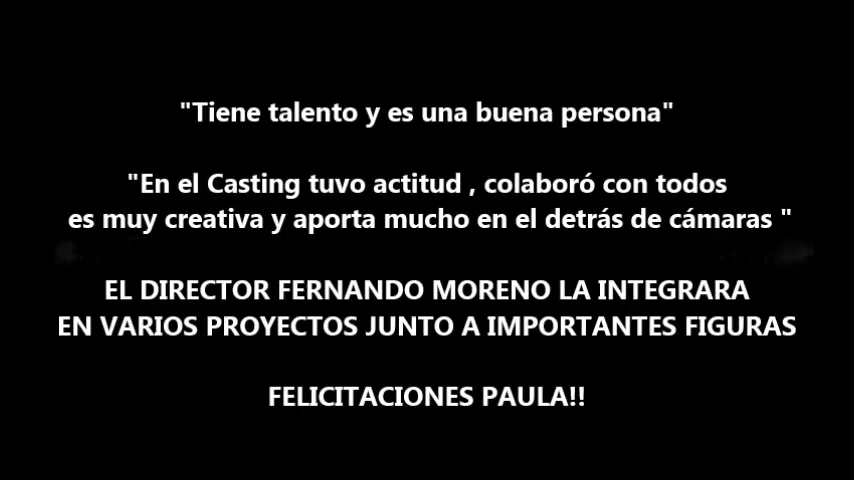 "Tiene talento y es una buena persona"
"En el Casting tuvo actitud , colaboró con todos
es muy creativa y aporta mucho en el detrás de cámaras "
EL DIRECTOR FERNANDO MORENO LA INTEGRARA
EN VARIOS PROYECTOS JUNTO A IMPORTANTES FIGURAS
FELICITACIONES PAULA!!